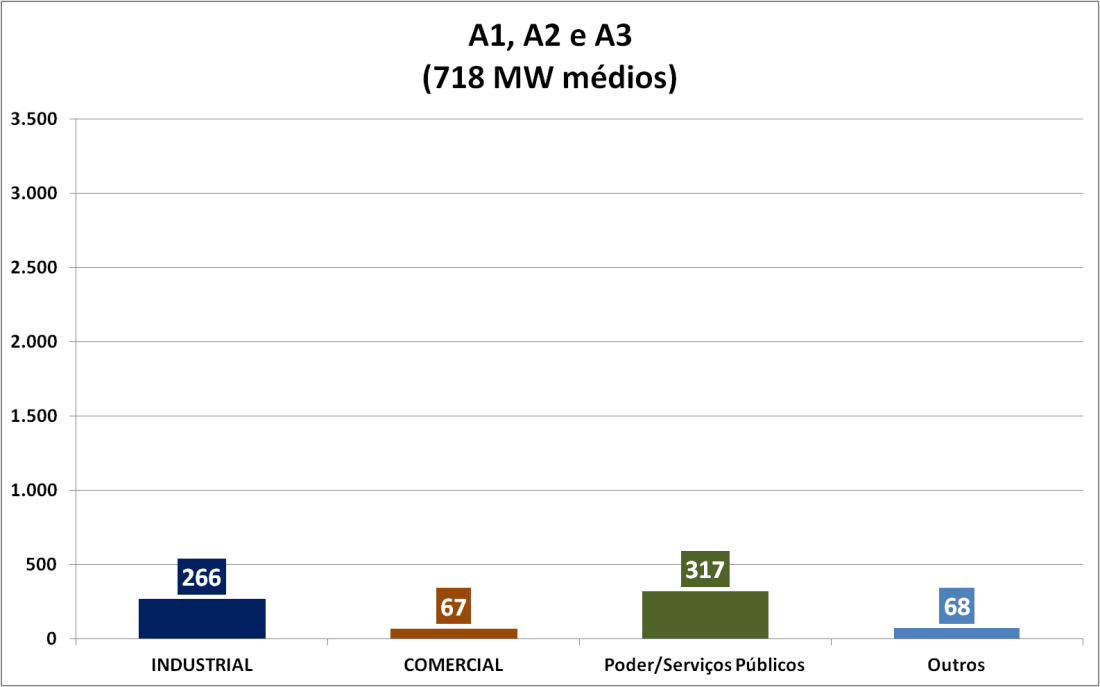 A1, A2 e A3
(718 MW médios)
3.500
3.000
2.500
2.000
1.500
1.000
500
0
266
67
317
68
INDUSTRIAL
COMERCIAL
Poder/Serviços Públicos
Outros